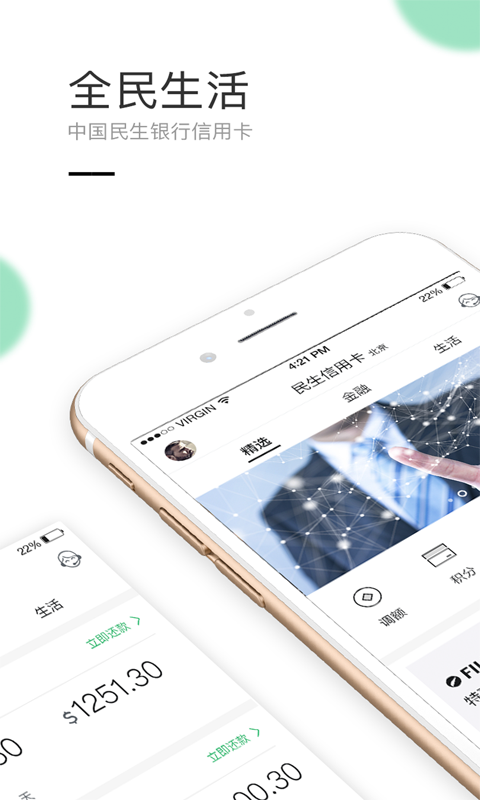 全民生活
中国民生银行信用卡
22%
4:21 PM
VIRGIN
民生信用卡 北京
精选
金融
生活
调额
积分
FI
特
22%
生活
立即还款
$1251.30
立即还款
00.30
天